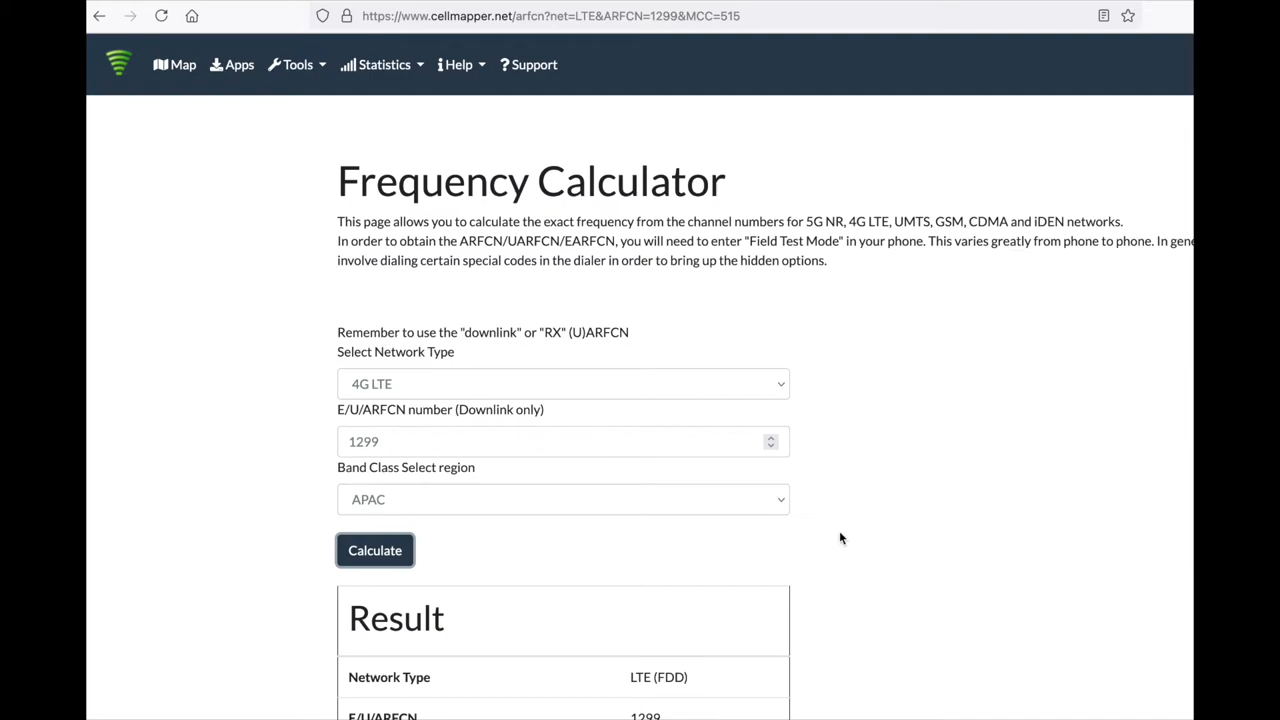 https://www.cellmapper.net/arfcn?net=LTE&ARFCN=1299&MCC=515
Map Apps Tools Statistics Help Support
Frequency Calculator
This page allows you to calculate the exact frequency from the channel numbers for 5G NR, 4G LTE, UMTS, GSM, CDMA and iDEN networks.
In order to obtain the ARFCN/UARFCN/EARFCN, you will need to enter "Field Test Mode" in your phone. This varies greatly from phone to phone. In gene
involve dialing certain special codes in the dialer in order to bring up the hidden options.
Remember to use the "downlink" or "RX" (U)ARFCN
Select Network Type
4G LTE
E/U/ARFCN number (Downlink only)
1299
Band Class Select region
APAC
Calculate
Result
Network Type LTE (FDD)
E/U/ARFCN 1299